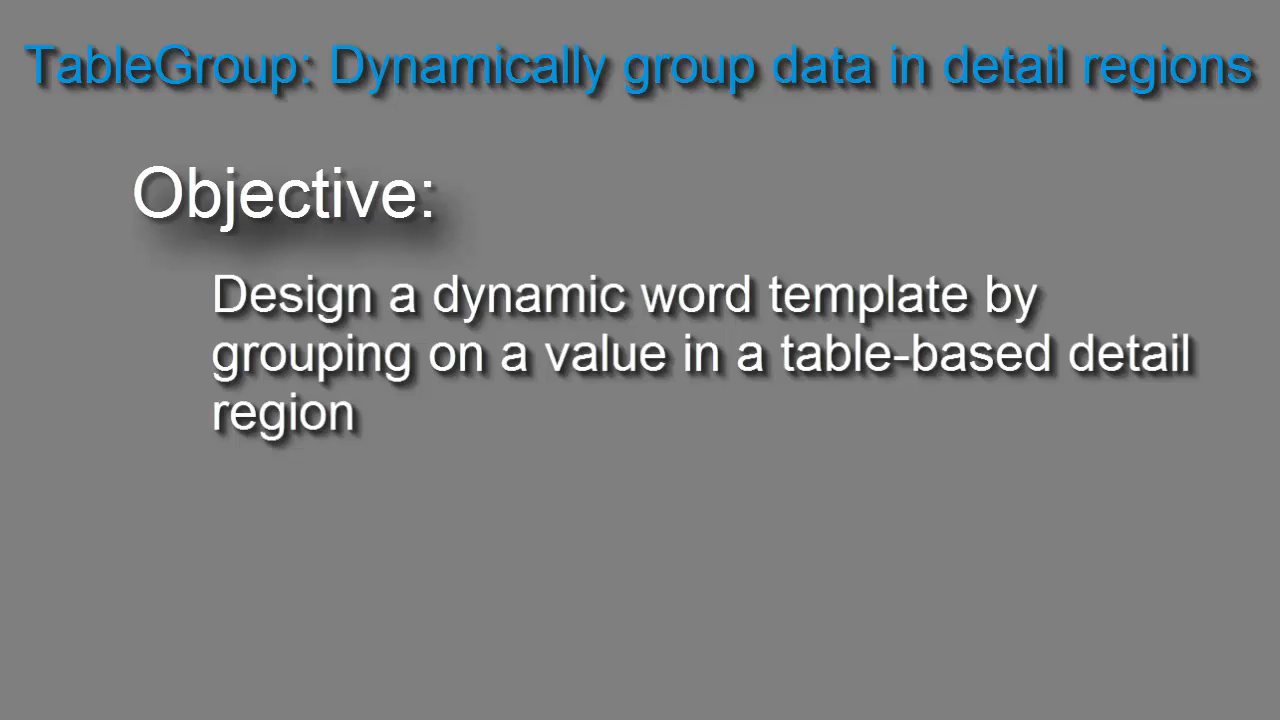 TableGroup: Dynamically group data in detail regions
Objective:
Design a dynamic word template by
grouping on a value in a table-based detail
region